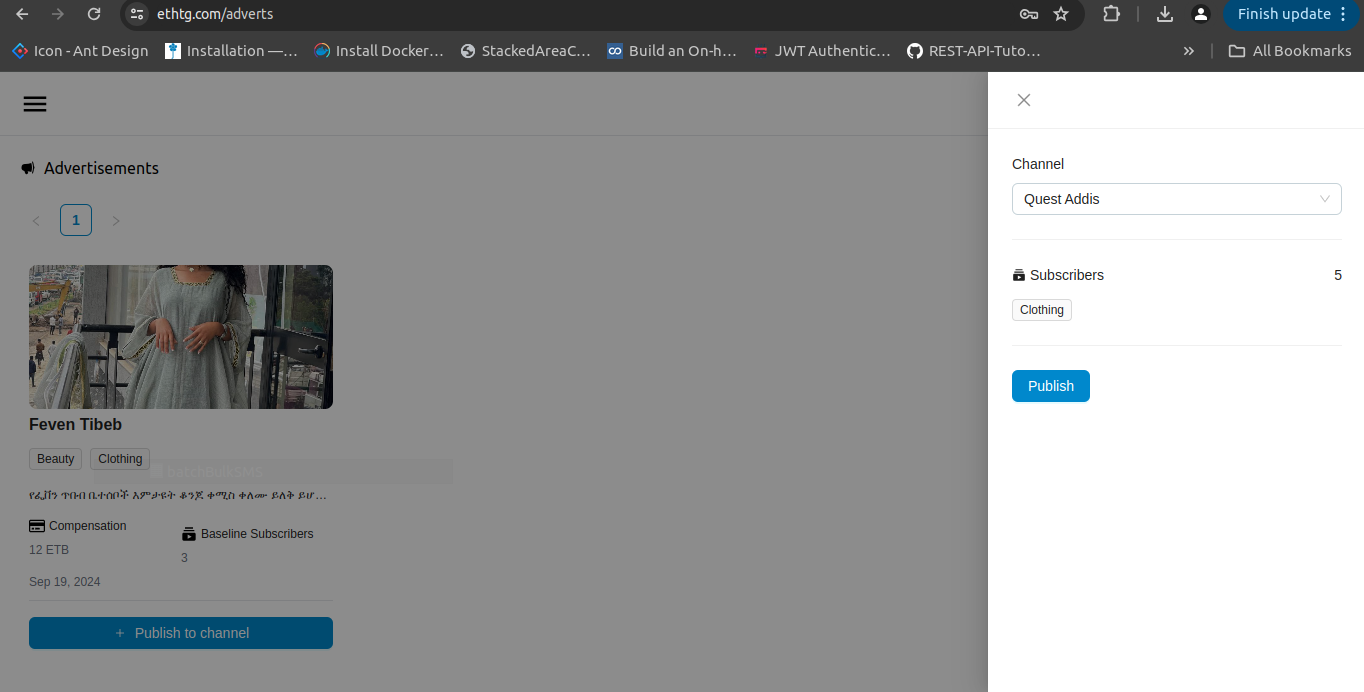 ethtg.com/adverts
Finish update
Icon - Ant Design
Installation —…
Install Docker…
StackedAreaC…
Build an On-h…
JWT Authentic…
REST-API-Tuto…
»
All Bookmarks
Advertisements
< 1 >
Feven Tibeb
Beauty Clothing
batchBulkSMS
የፌቨን ጥበብ ቤተሰቦች እምታዩት ቆንጆ ቀሚስ ቀለሙ ይለቅ ይሆ…
Compensation
12 ETB
Baseline Subscribers
3
Sep 19, 2024
+ Publish to channel
Channel
Quest Addis
Subscribers 5
Clothing
Publish